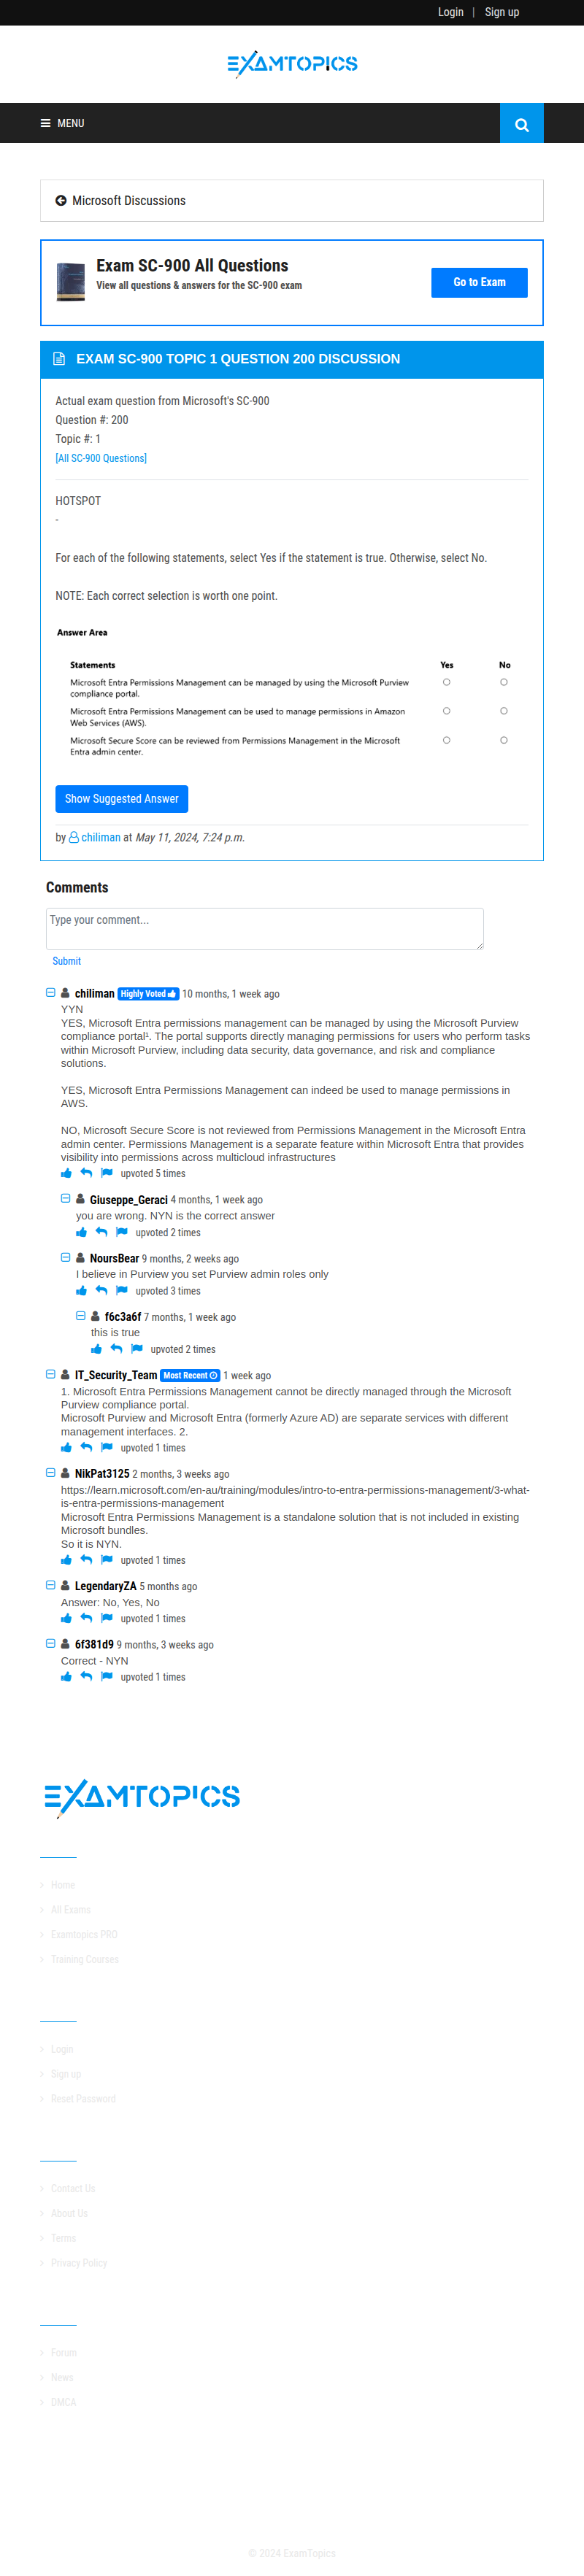 Login | Sign up
EXAMTOPICS
MENU
Microsoft Discussions
Exam SC-900 All Questions
View all questions & answers for the SC-900 exam
Go to Exam
EXAM SC-900 TOPIC 1 QUESTION 200 DISCUSSION
Actual exam question from Microsoft's SC-900
Question #: 200
Topic #: 1
[All SC-900 Questions]
HOTSPOT
-
For each of the following statements, select Yes if the statement is true. Otherwise, select No.
NOTE: Each correct selection is worth one point.
Answer Area
Statements Yes No
Microsoft Entra Permissions Management can be managed by using the Microsoft Purview
compliance portal.
Microsoft Entra Permissions Management can be used to manage permissions in Amazon
Web Services (AWS).
Microsoft Secure Score can be reviewed from Permissions Management in the Microsoft
Entra admin center.
Show Suggested Answer
by chiliman at May 11, 2024, 7:24 p.m.
Comments
Type your comment...
Submit
chiliman Highly Voted 10 months, 1 week ago
YYN
YES, Microsoft Entra permissions management can be managed by using the Microsoft Purview
compliance portal¹. The portal supports directly managing permissions for users who perform tasks
within Microsoft Purview, including data security, data governance, and risk and compliance
solutions.
YES, Microsoft Entra Permissions Management can indeed be used to manage permissions in
AWS.
NO, Microsoft Secure Score is not reviewed from Permissions Management in the Microsoft Entra
admin center. Permissions Management is a separate feature within Microsoft Entra that provides
visibility into permissions across multicloud infrastructures
upvoted 5 times
Giuseppe_Geraci 4 months, 1 week ago
you are wrong. NYN is the correct answer
upvoted 2 times
NoursBear 9 months, 2 weeks ago
I believe in Purview you set Purview admin roles only
upvoted 3 times
f6c3a6f 7 months, 1 week ago
this is true
upvoted 2 times
IT_Security_Team Most Recent 1 week ago
1. Microsoft Entra Permissions Management cannot be directly managed through the Microsoft
Purview compliance portal.
Microsoft Purview and Microsoft Entra (formerly Azure AD) are separate services with different
management interfaces. 2.
upvoted 1 times
NikPat3125 2 months, 3 weeks ago
https://learn.microsoft.com/en-au/training/modules/intro-to-entra-permissions-management/3-what-
is-entra-permissions-management
Microsoft Entra Permissions Management is a standalone solution that is not included in existing
Microsoft bundles.
So it is NYN.
upvoted 1 times
LegendaryZA 5 months ago
Answer: No, Yes, No
upvoted 1 times
6f381d9 9 months, 3 weeks ago
Correct - NYN
upvoted 1 times
EXAMTOPICS
Home
All Exams
Examtopics PRO
Training Courses
Login
Sign up
Reset Password
Contact Us
About Us
Terms
Privacy Policy
Forum
News
DMCA
© 2024 ExamTopics